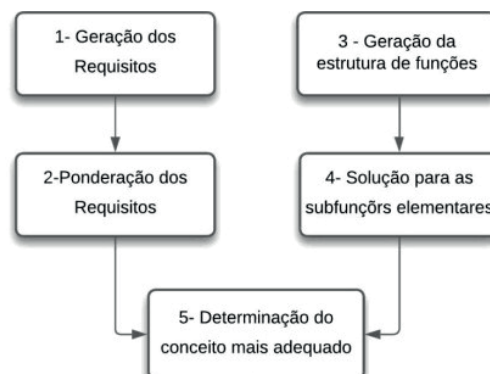 1- Geração dos
Requisitos
3 - Geração da
estrutura de funções
2-Ponderação dos
Requisitos
4- Solução para as
subfunçõrs elementares
5- Determinação do
conceito mais adequado